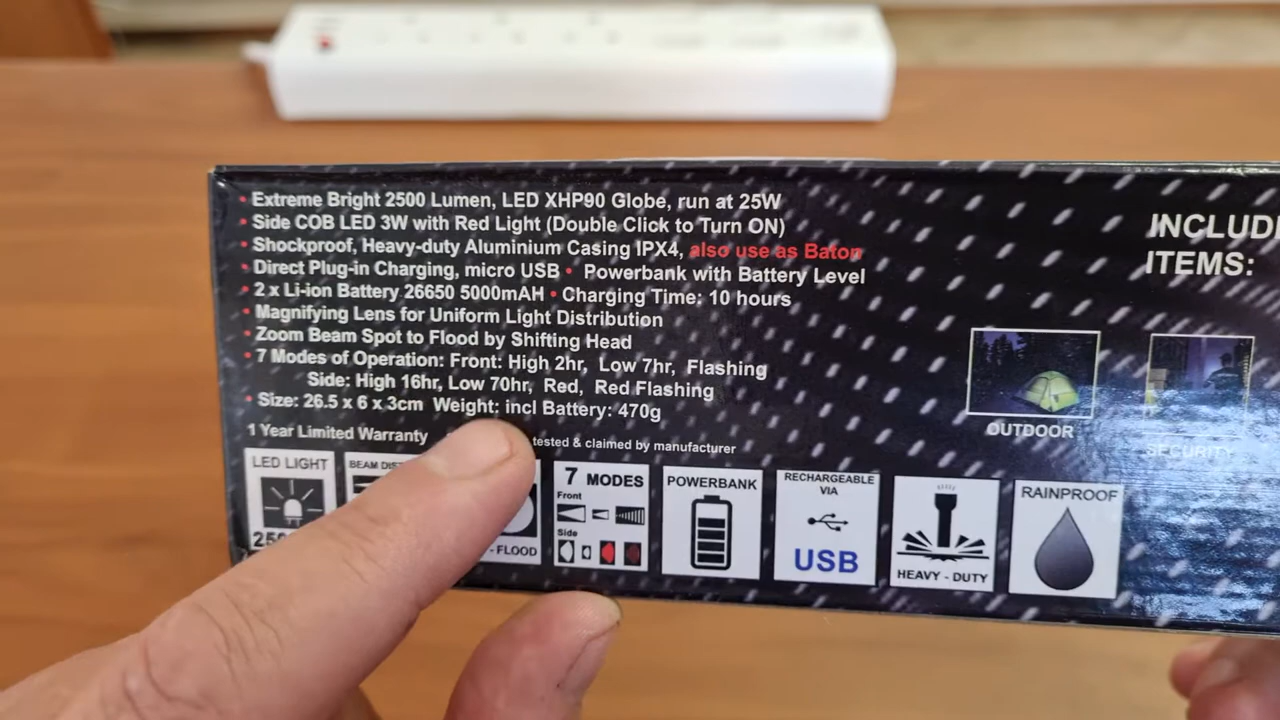 • Extreme Bright 2500 Lumen, LED XHP90 Globe, run at 25W
• Side COB LED 3W with Red Light (Double Click to Turn ON)
• Shockproof, Heavy-duty Aluminium Casing IPX4, also use as Baton
• Direct Plug-in Charging, micro USB • Powerbank with Battery Level
• 2 x Li-ion Battery 26650 5000mAH • Charging Time: 10 hours
• Magnifying Lens for Uniform Light Distribution
• Zoom Beam Spot to Flood by Shifting Head
• 7 Modes of Operation: Front: High 2hr, Low 7hr, Flashing
Side: High 16hr, Low 70hr, Red, Red Flashing
• Size: 26.5 x 6 x 3cm Weight: incl Battery: 470g
1 Year Limited Warranty
tested & claimed by manufacturer
INCLUD
ITEMS:
OUTDOOR
SECURITY
LED LIGHT
BEAM
- FLOOD
7 MODES
Front
Side
POWERBANK
RECHARGEABLE
VIA
USB
HEAVY - DUTY
RAINPROOF